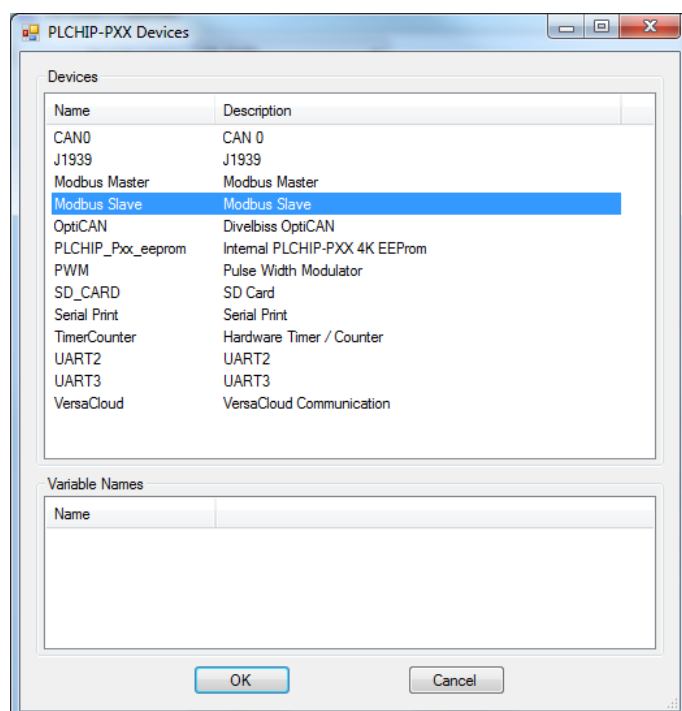 PLCHIP-PXX Devices
Devices
Name Description
CAN0 CAN 0
J1939 J1939
Modbus Master Modbus Master
Modbus Slave Modbus Slave
OptiCAN Divelbiss OptiCAN
PLCHIP_Pxx_eeprom Internal PLCHIP-PXX 4K EEProm
PWM Pulse Width Modulator
SD_CARD SD Card
Serial Print Serial Print
TimerCounter Hardware Timer / Counter
UART2 UART2
UART3 UART3
VersaCloud VersaCloud Communication
Variable Names
Name
OK Cancel